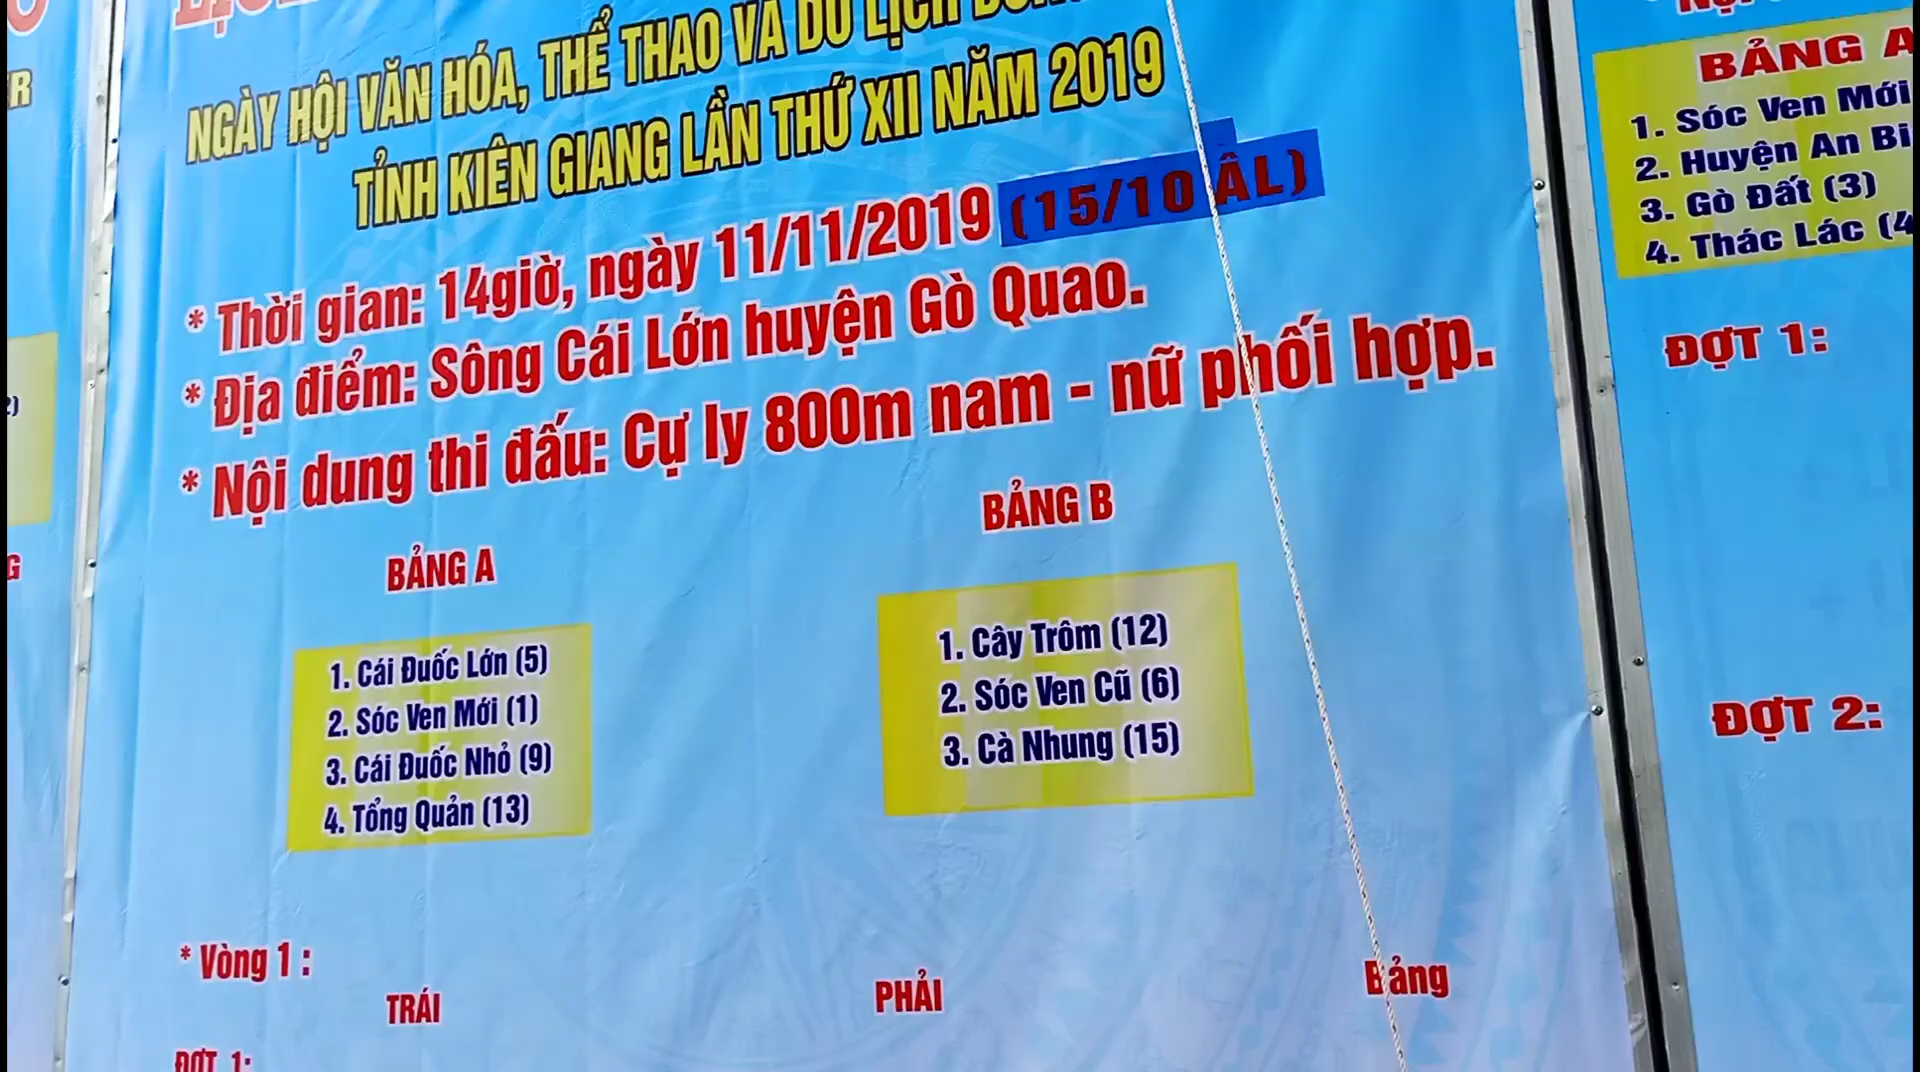 NGÀY HỘI VĂN HÓA, THỂ THAO VÀ DU LỊCH
TỈNH KIÊN GIANG LẦN THỨ XII NĂM 2019
* Thời gian: 14giờ, ngày 11/11/2019 (15/10 ÂL)
* Địa điểm: Sông Cái Lớn huyện Gò Quao.
* Nội dung thi đấu: Cự ly 800m nam - nữ phối hợp.
BẢNG A
1. Cái Đuốc Lớn (5)
2. Sóc Ven Mới (1)
3. Cái Đuốc Nhỏ (9)
4. Tổng Quản (13)
BẢNG B
1. Cây Trôm (12)
2. Sóc Ven Cũ (6)
3. Cà Nhung (15)
* Vòng 1 :
TRÁI PHẢI Bảng
ĐỢT 1:
BẢNG A
1. Sóc Ven Mới
2. Huyện An Bi
3. Gò Đất (3)
4. Thác Lác (4
ĐỢT 1:
ĐỢT 2: